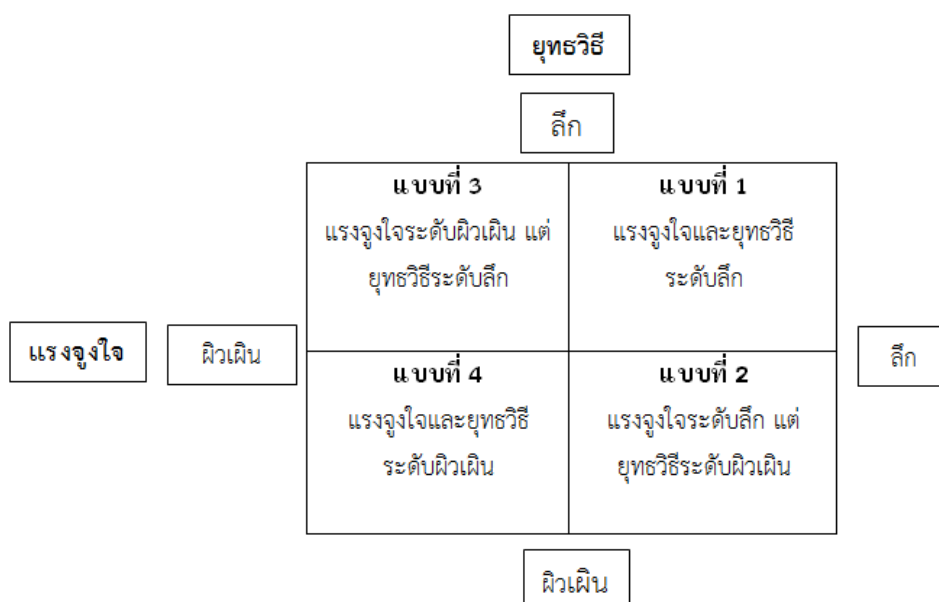 ยุทธวิธี
ลึก
แบบที่ 3
แรงจูงใจระดับผิวเผิน แต่
ยุทธวิธีระดับลึก
แบบที่ 1
แรงจูงใจและยุทธวิธี
ระดับลึก
แรงจูงใจ
ผิวเผิน
ลึก
แบบที่ 4
แรงจูงใจและยุทธวิธี
ระดับผิวเผิน
แบบที่ 2
แรงจูงใจระดับลึก แต่
ยุทธวิธีระดับผิวเผิน
ผิวเผิน